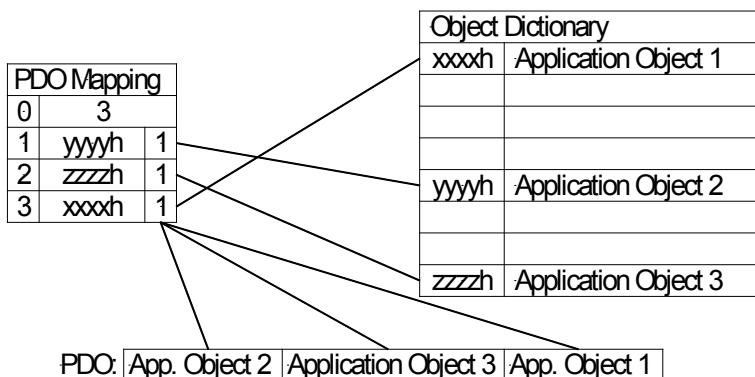 Object Dictionary
xxxxh Application Object 1
PDO Mapping
0 3
1 yyyyh 1
2 zzzzh 1
3 xxxxh 1
yyyyh Application Object 2
zzzzh Application Object 3
PDO: App. Object 2 Application Object 3 App. Object 1